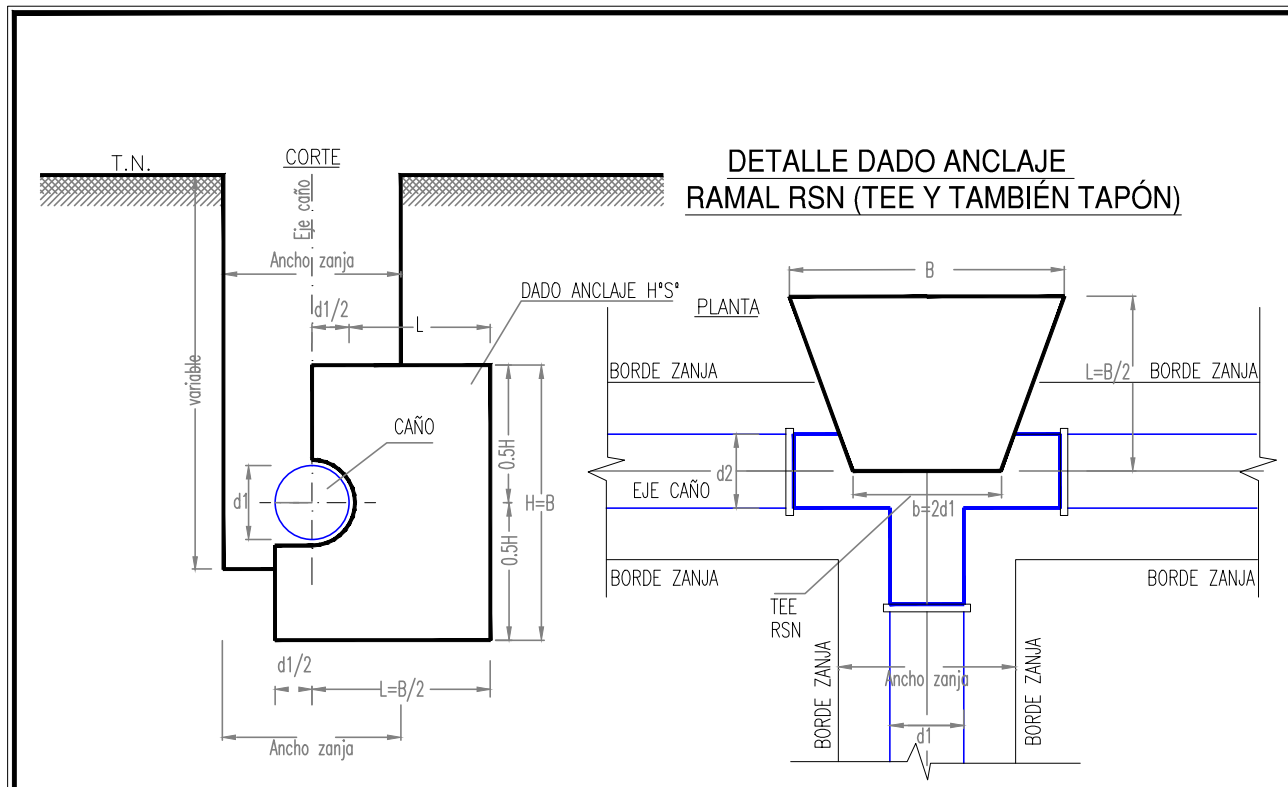 T.N.
CORTE
Eje caño
Ancho zanja
variable
d1/2
L
DADO ANCLAJE HºSº
CAÑO
d1
0.5H
0.5H
H=B
d1/2
L=B/2
Ancho zanja
DETALLE DADO ANCLAJE
RAMAL RSN (TEE Y TAMBIÉN TAPÓN)
B
PLANTA
BORDE ZANJA
L=B/2
BORDE ZANJA
d2
EJE CAÑO
b=2d1
BORDE ZANJA
BORDE ZANJA
TEE
RSN
BORDE ZANJA
Ancho zanja
BORDE ZANJA
d1